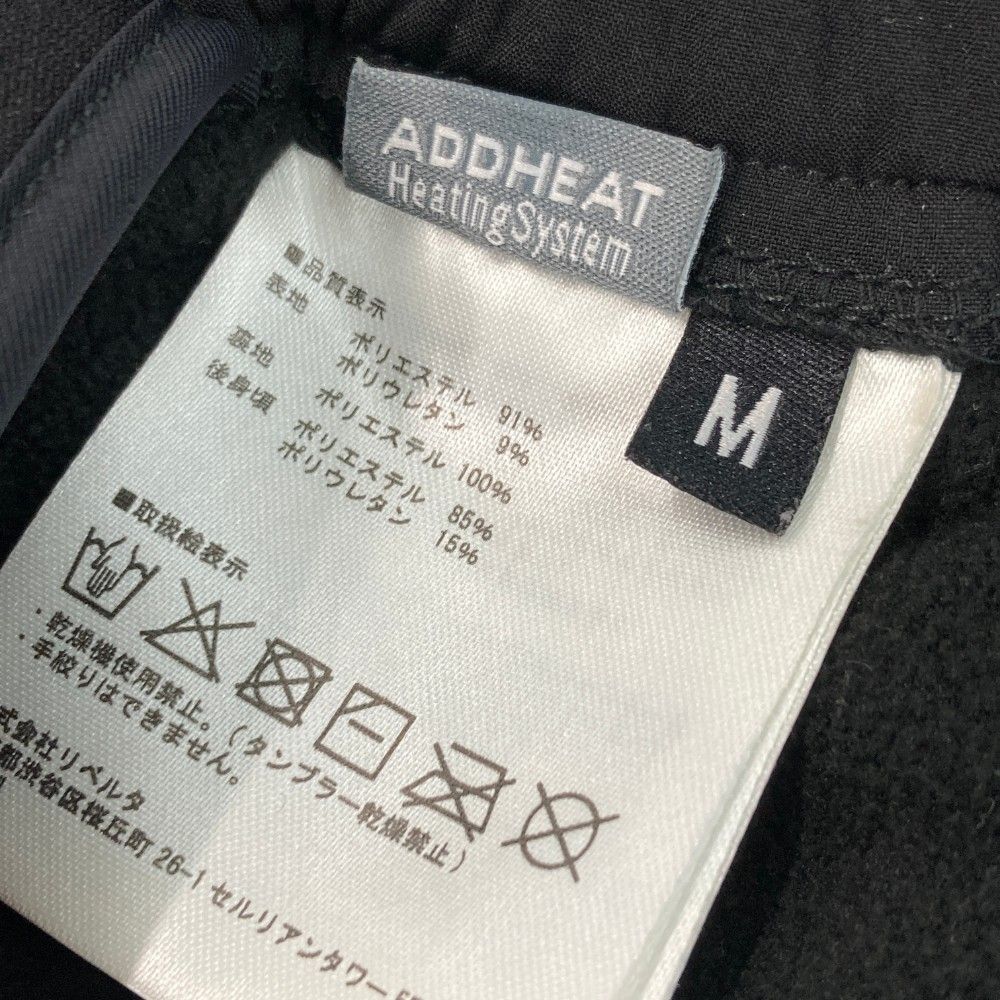 ADDHEAT
HeatingSystem
M
■品質表示
表地 ポリエステル 91%
ポリウレタン 9%
裏地 ポリエステル 100%
後身頃 ポリエステル 85%
ポリウレタン 15%
■取扱絵表示
・乾燥機使用禁止。(タンブラー乾燥禁止)
・手絞りはできません。
式会社リベルタ
都渋谷区桜丘町 26-1 セルリアンタワー